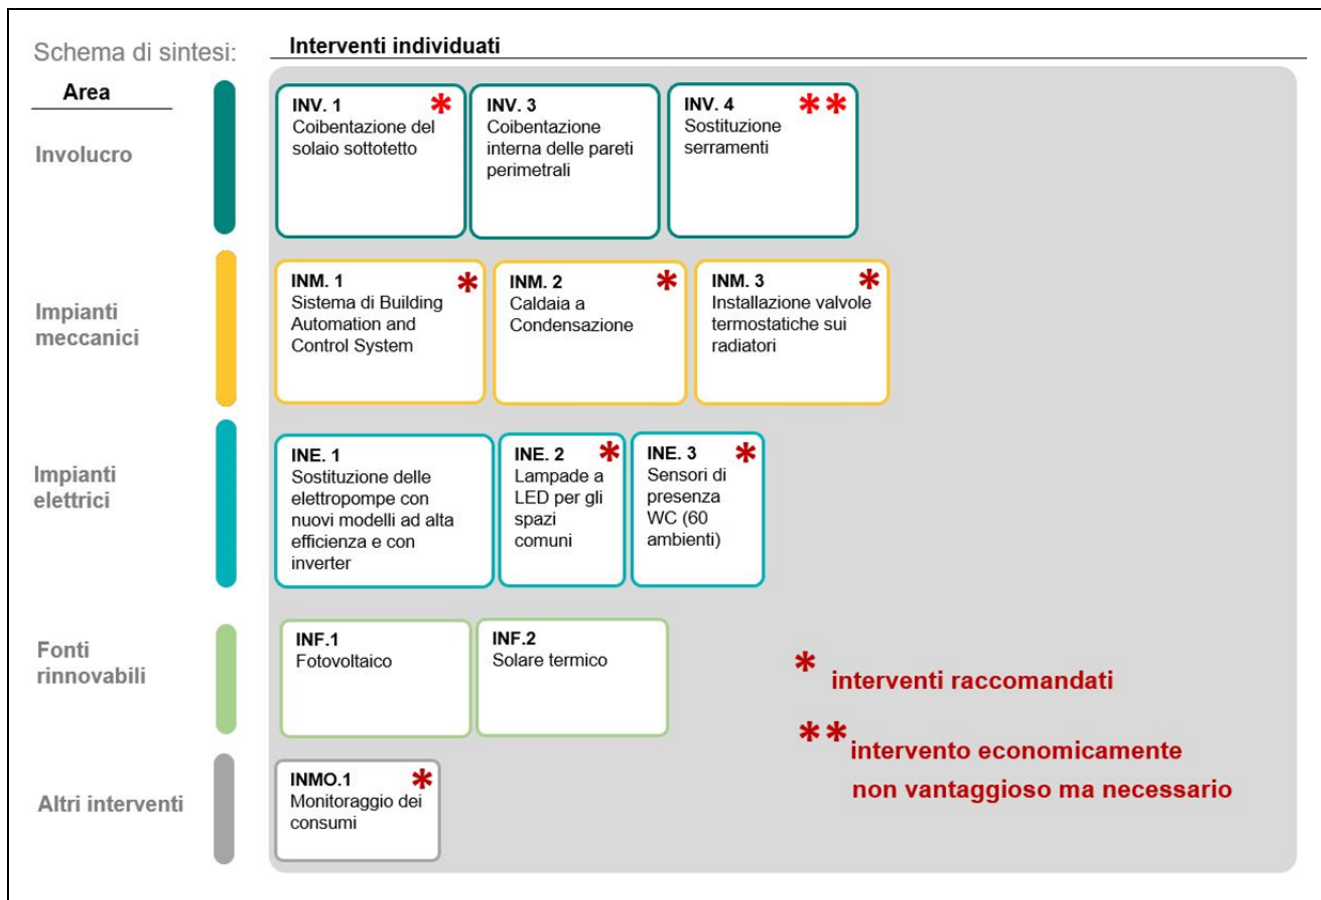 Schema di sintesi:
Interventi individuati
Area
Involucro
INV. 1 *
Coibentazione del
solaio sottotetto
INV. 3
Coibentazione
interna delle pareti
perimetrali
INV. 4 **
Sostituzione
serramenti
Impianti
meccanici
INM. 1 *
Sistema di Building
Automation and
Control System
INM. 2 *
Caldaia a
Condensazione
INM. 3 *
Installazione valvole
termostatiche sui
radiatori
Impianti
elettrici
INE. 1
Sostituzione delle
elettropompe con
nuovi modelli ad alta
efficienza e con
inverter
INE. 2 *
Lampade a
LED per gli
spazi
comuni
INE. 3 *
Sensori di
presenza
WC (60
ambienti)
Fonti
rinnovabili
INF.1
Fotovoltaico
INF.2
Solare termico
* interventi raccomandati
** intervento economicamente
non vantaggioso ma necessario
Altri interventi
INMO.1 *
Monitoraggio dei
consumi